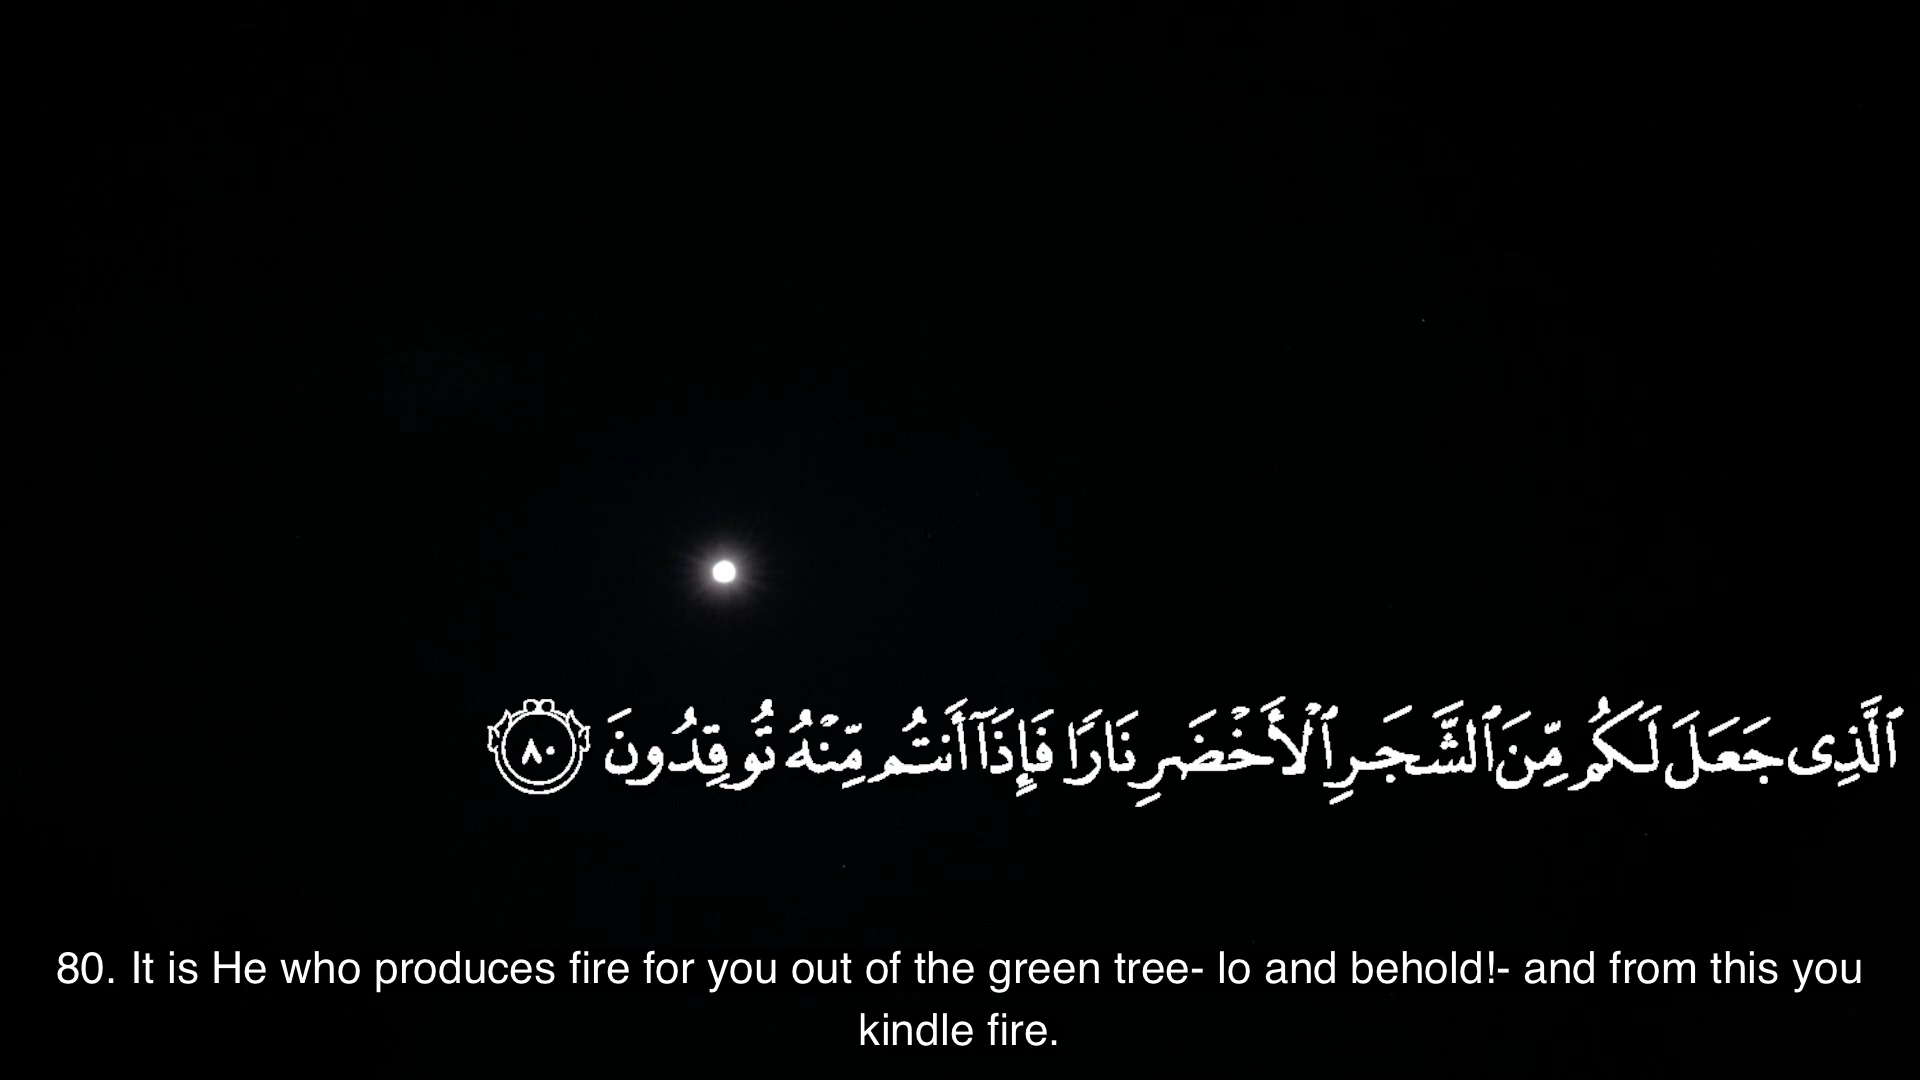 ٱلَّذِى جَعَلَ لَكُم مِّنَ ٱلشَّجَرِ ٱلْأَخْضَرِ نَارًا فَإِذَآ أَنتُم مِّنْهُ تُوقِدُونَ ٨٠
80. It is He who produces fire for you out of the green tree- lo and behold!- and from this you
kindle fire.